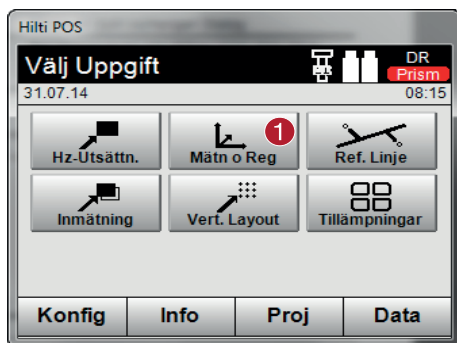 Hilti POS
Välj Uppgift
DR
Prism
31.07.14
08:15
1
Hz-Utsättn.
Mätn o Reg
Ref. Linje
Inmätning
Vert. Layout
Tillämpningar
Konfig
Info
Proj
Data